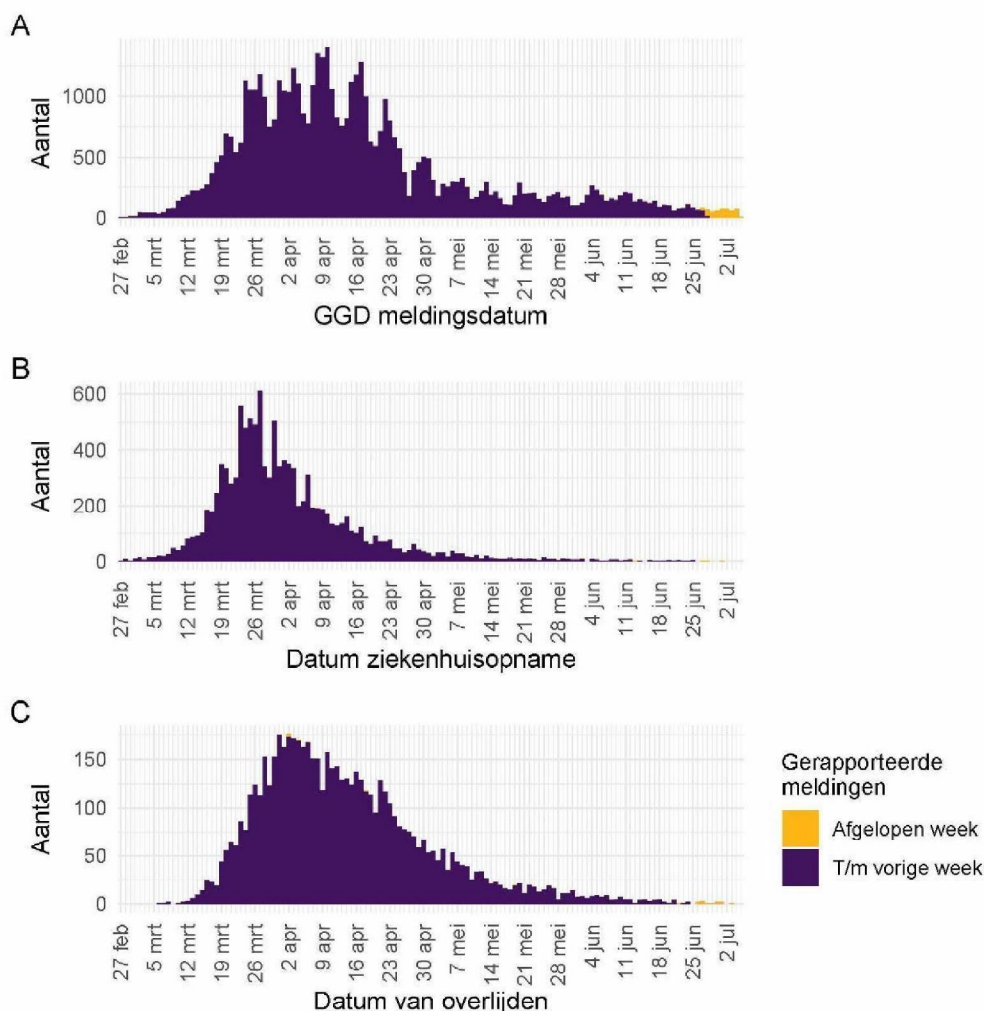 A
Aantal
1000
500
0
27 feb
5 mrt
12 mrt
19 mrt
26 mrt
2 apr
9 apr
16 apr
23 apr
30 apr
7 mei
14 mei
21 mei
28 mei
4 jun
11 jun
18 jun
25 jun
2 jul
GGD meldingsdatum
B
Aantal
600
400
200
0
27 feb
5 mrt
12 mrt
19 mrt
26 mrt
2 apr
9 apr
16 apr
23 apr
30 apr
7 mei
14 mei
21 mei
28 mei
4 jun
11 jun
18 jun
25 jun
2 jul
Datum ziekenhuisopname
C
Aantal
150
100
50
0
27 feb
5 mrt
12 mrt
19 mrt
26 mrt
2 apr
9 apr
16 apr
23 apr
30 apr
7 mei
14 mei
21 mei
28 mei
4 jun
11 jun
18 jun
25 jun
2 jul
Datum van overlijden
Gerapporteerde
meldingen
Afgelopen week
T/m vorige week